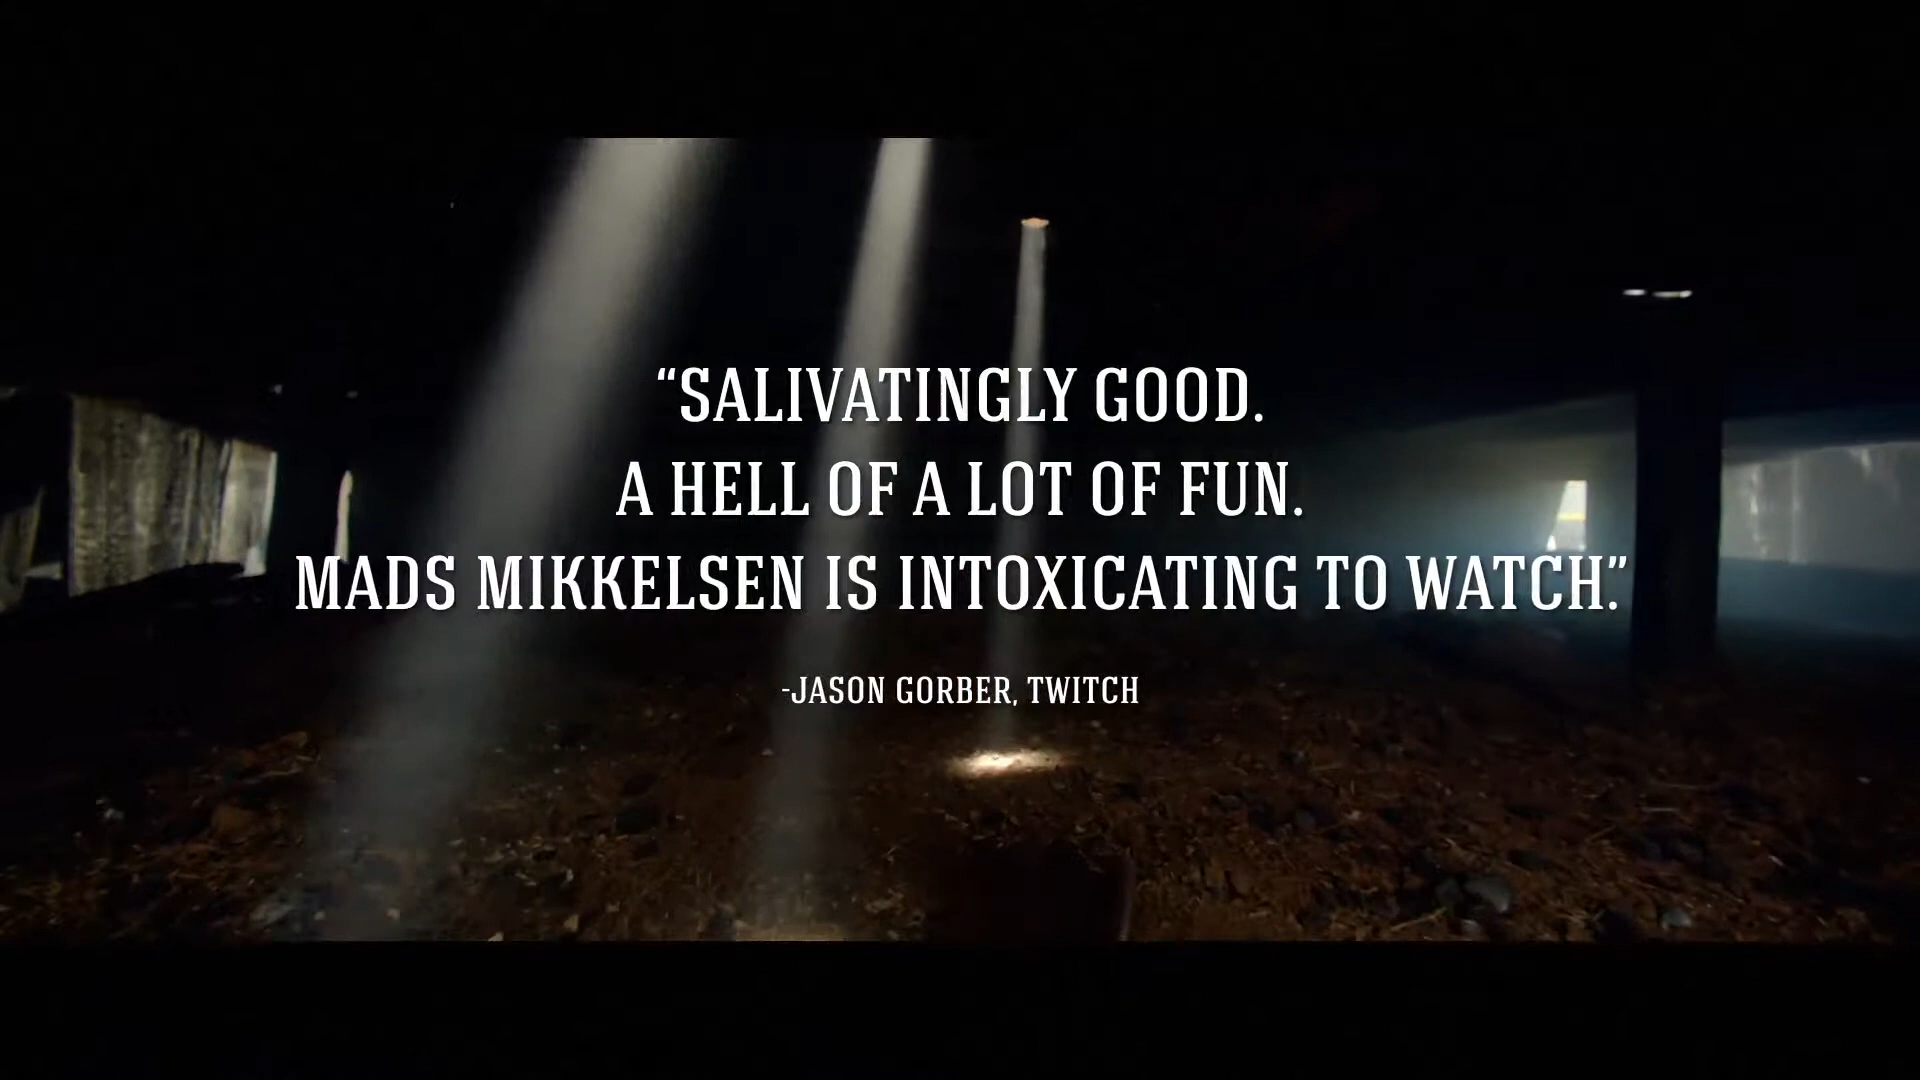 “SALIVATINGLY GOOD.
A HELL OF A LOT OF FUN.
MADS MIKKELSEN IS INTOXICATING TO WATCH.”
-JASON GORBER, TWITCH